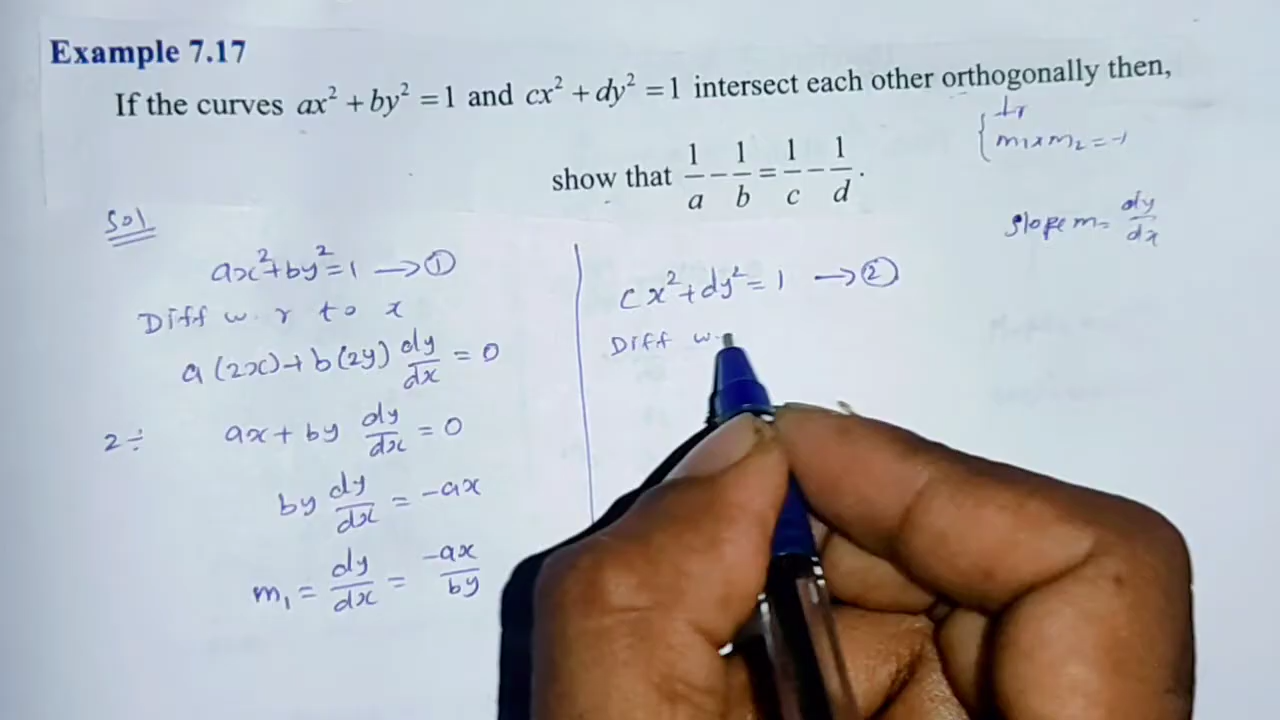 Example 7.17
If the curves ax² + by² = 1 and cx² + dy² = 1 intersect each other orthogonally then,
show that 1/a − 1/b = 1/c − 1/d.
{ ⊥r
m₁×m₂ = −1
slope m = dy/dx
Sol
ax² + by² = 1 → ①
Diff w. r to x
a(2x) + b(2y) dy/dx = 0
2 ÷ ax + by dy/dx = 0
by dy/dx = −ax
m₁ = dy/dx = −ax/by
cx² + dy² = 1 → ②
Diff w.